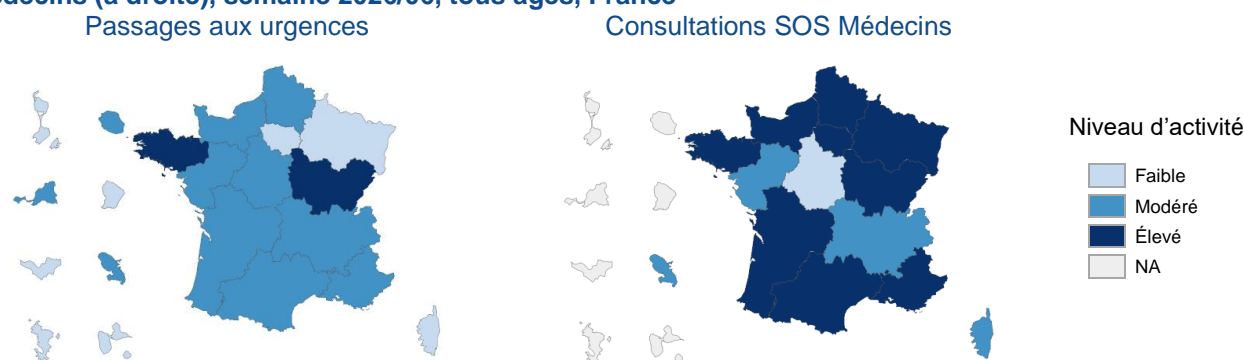 Passages aux urgences
Consultations SOS Médecins
Niveau d’activité
Faible
Modéré
Élevé
NA